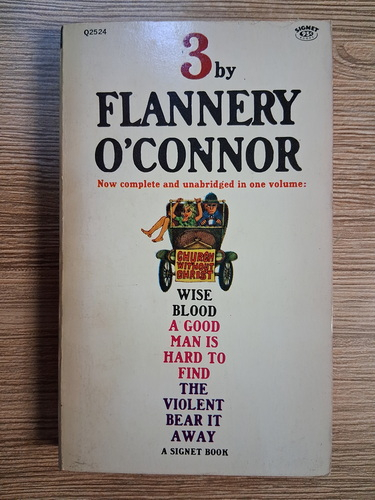 Q2524
SIGNET
3 by
FLANNERY
O'CONNOR
Now complete and unabridged in one volume:
CHURCH
WITHOUT
CHRIST
WISE
BLOOD
A GOOD
MAN IS
HARD TO
FIND
THE
VIOLENT
BEAR IT
AWAY
A SIGNET BOOK